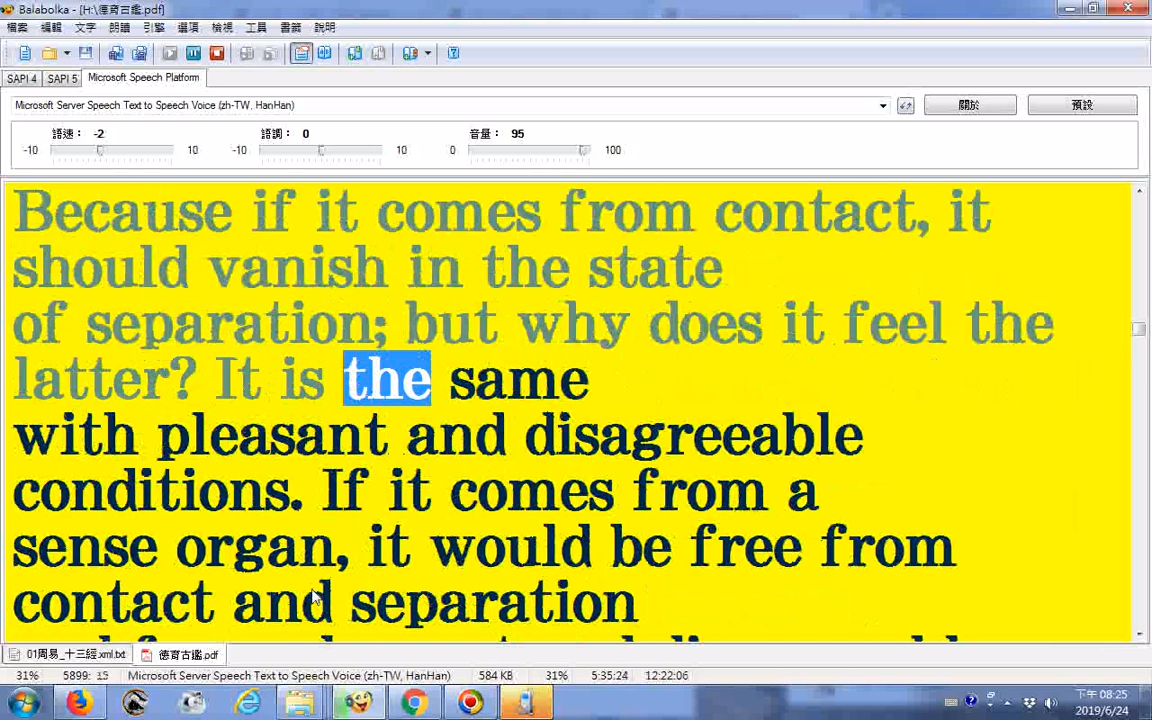 Balabolka - [H:\德育古鑑.pdf]
檔案 編輯 文字 朗讀 引擎 選項 檢視 工具 書籤 說明
SAPI 4 SAPI 5 Microsoft Speech Platform
Microsoft Server Speech Text to Speech Voice (zh-TW, HanHan) 關於 預設
語速： -2 語調： 0 音量： 95
-10 10 -10 10 0 100
Because if it comes from contact, it
should vanish in the state
of separation; but why does it feel the
latter? It is the same
with pleasant and disagreeable
conditions. If it comes from a
sense organ, it would be free from
contact and separation
01周易_十三經.xml.txt 德育古鑑.pdf
31% 5899: 15 Microsoft Server Speech Text to Speech Voice (zh-TW, HanHan) 584 KB 31% 5:35:24 12:22:06
下午 08:25
2019/6/24